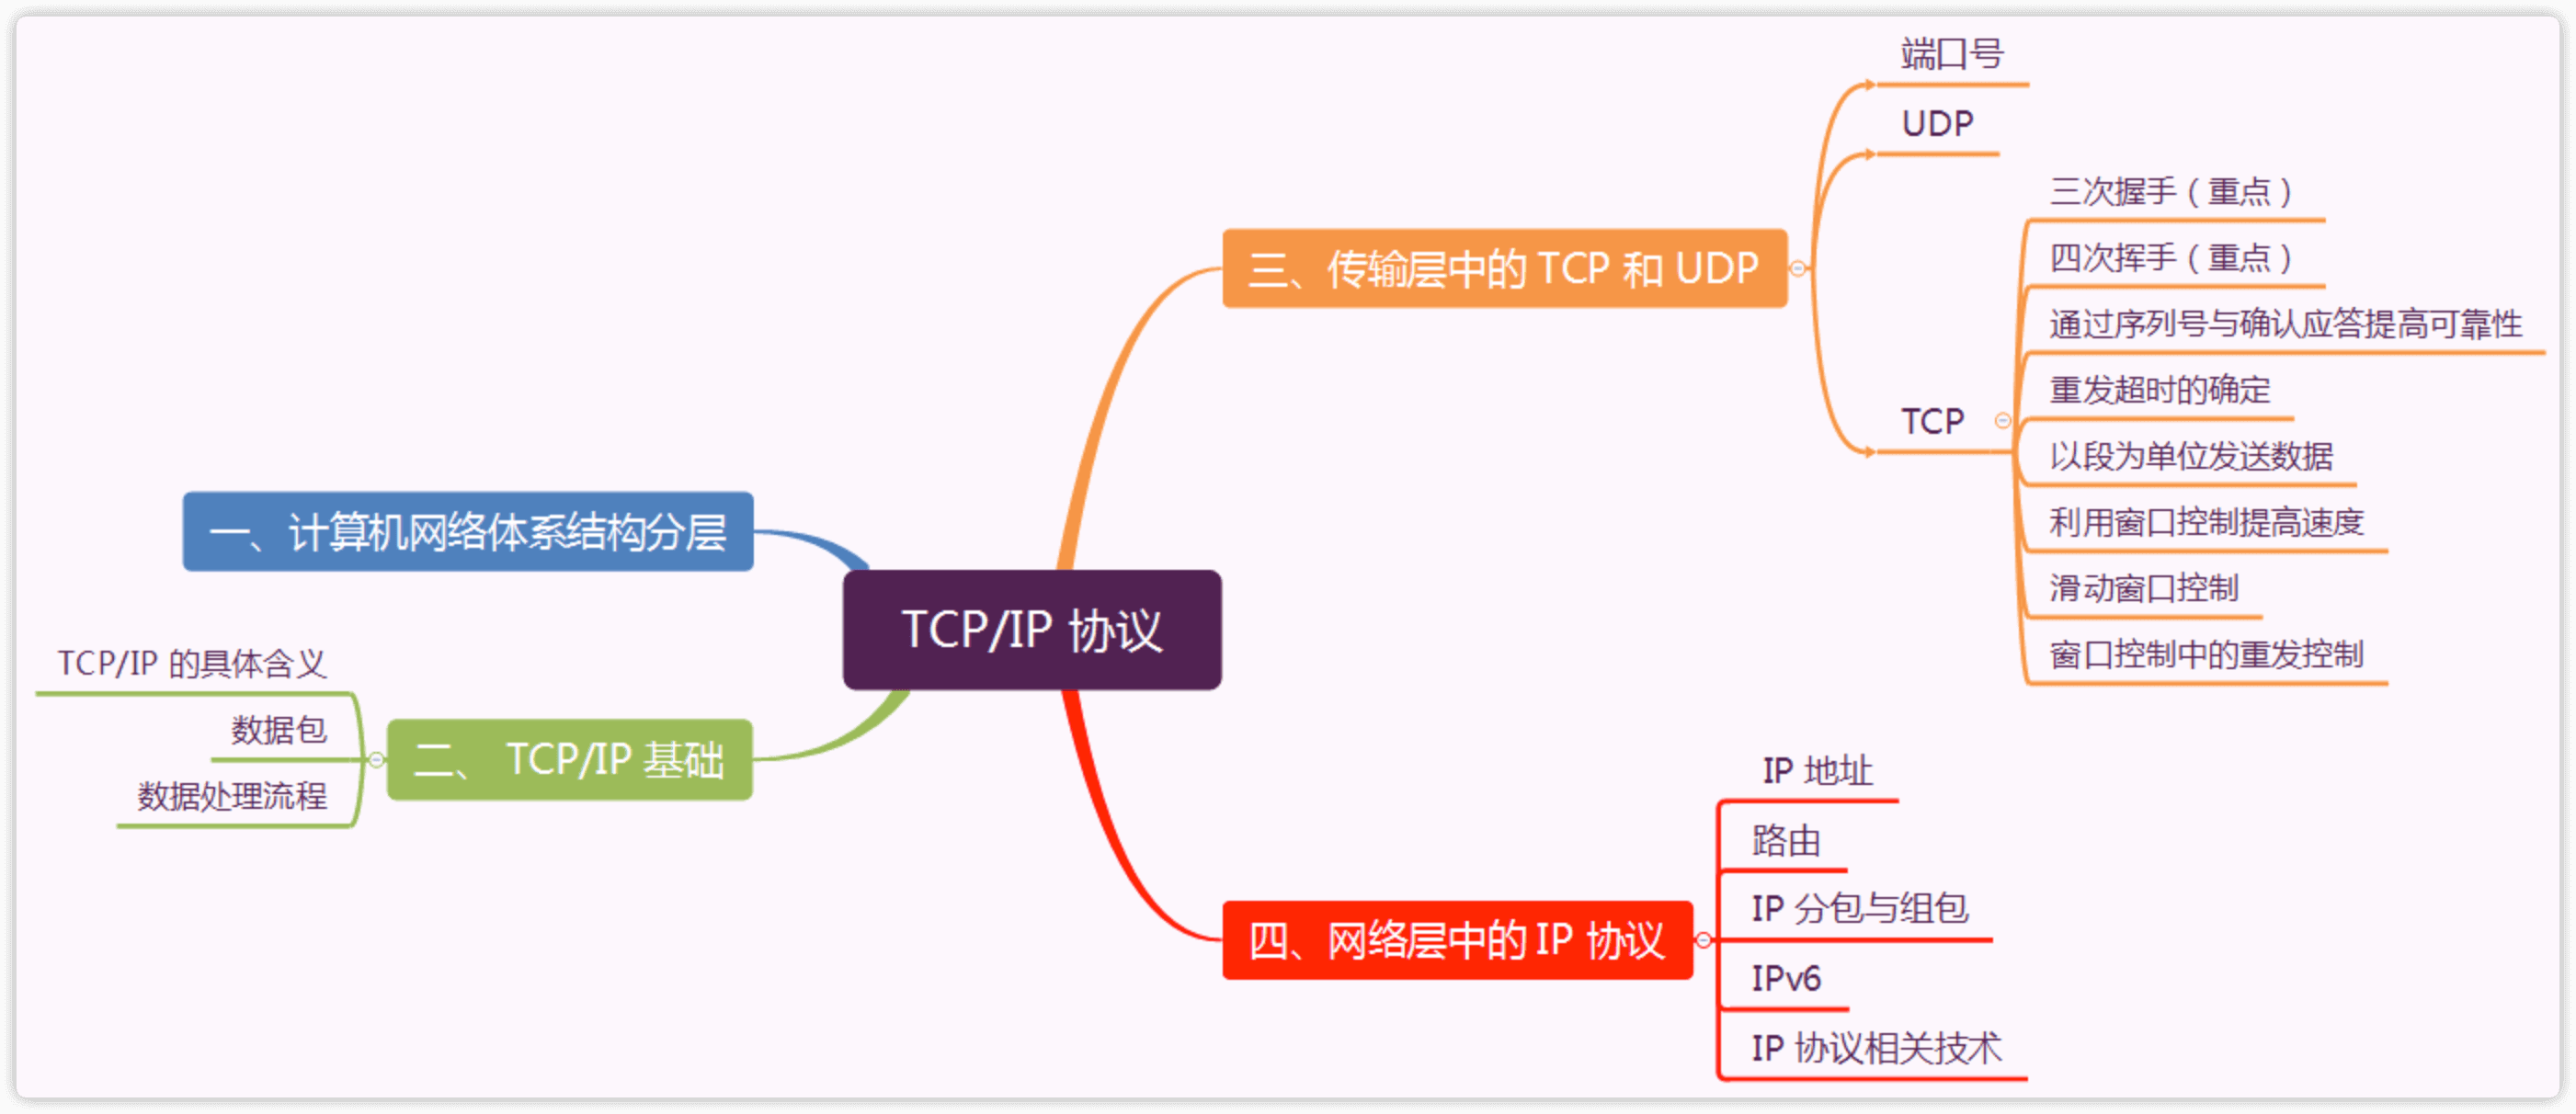 TCP/IP 协议
一、计算机网络体系结构分层
二、 TCP/IP 基础
TCP/IP 的具体含义
数据包
数据处理流程
三、传输层中的 TCP 和 UDP
端口号
UDP
TCP
三次握手（重点）
四次挥手（重点）
通过序列号与确认应答提高可靠性
重发超时的确定
以段为单位发送数据
利用窗口控制提高速度
滑动窗口控制
窗口控制中的重发控制
四、网络层中的 IP 协议
IP 地址
路由
IP 分包与组包
IPv6
IP 协议相关技术